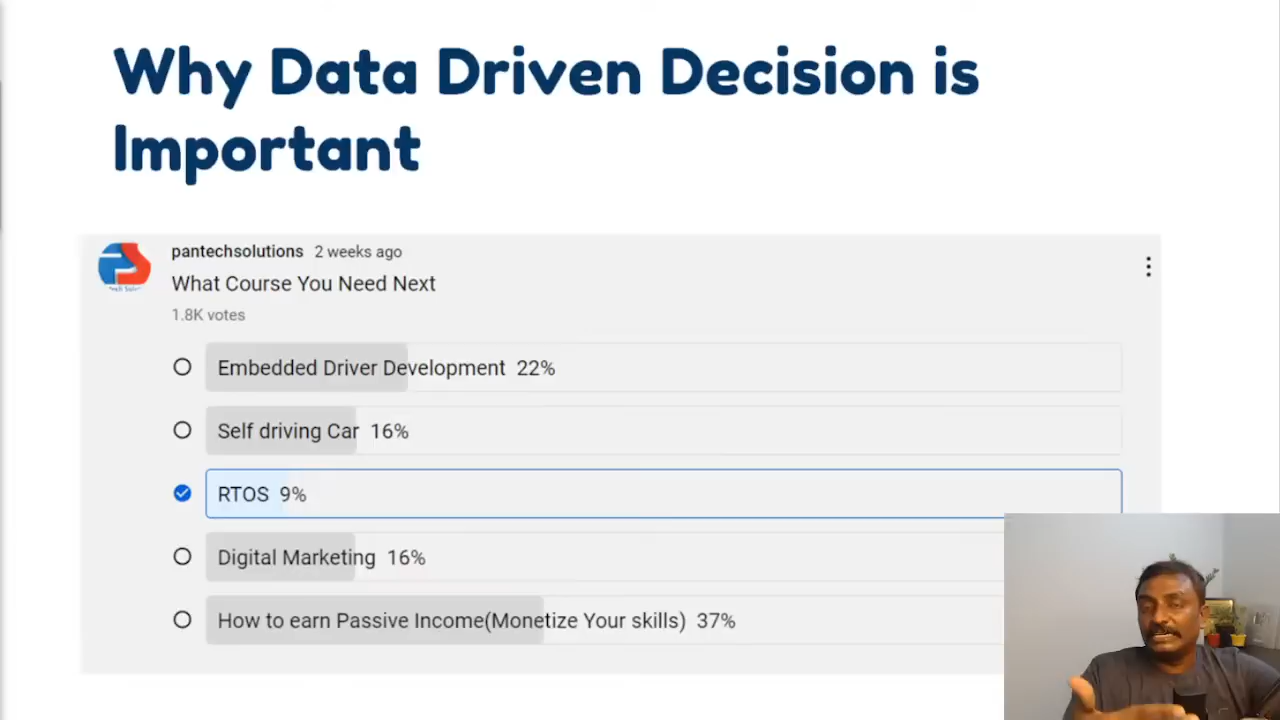 Why Data Driven Decision is
Important
pantechsolutions 2 weeks ago
What Course You Need Next
1.8K votes
Embedded Driver Development 22%
Self driving Car 16%
RTOS 9%
Digital Marketing 16%
How to earn Passive Income(Monetize Your skills) 37%